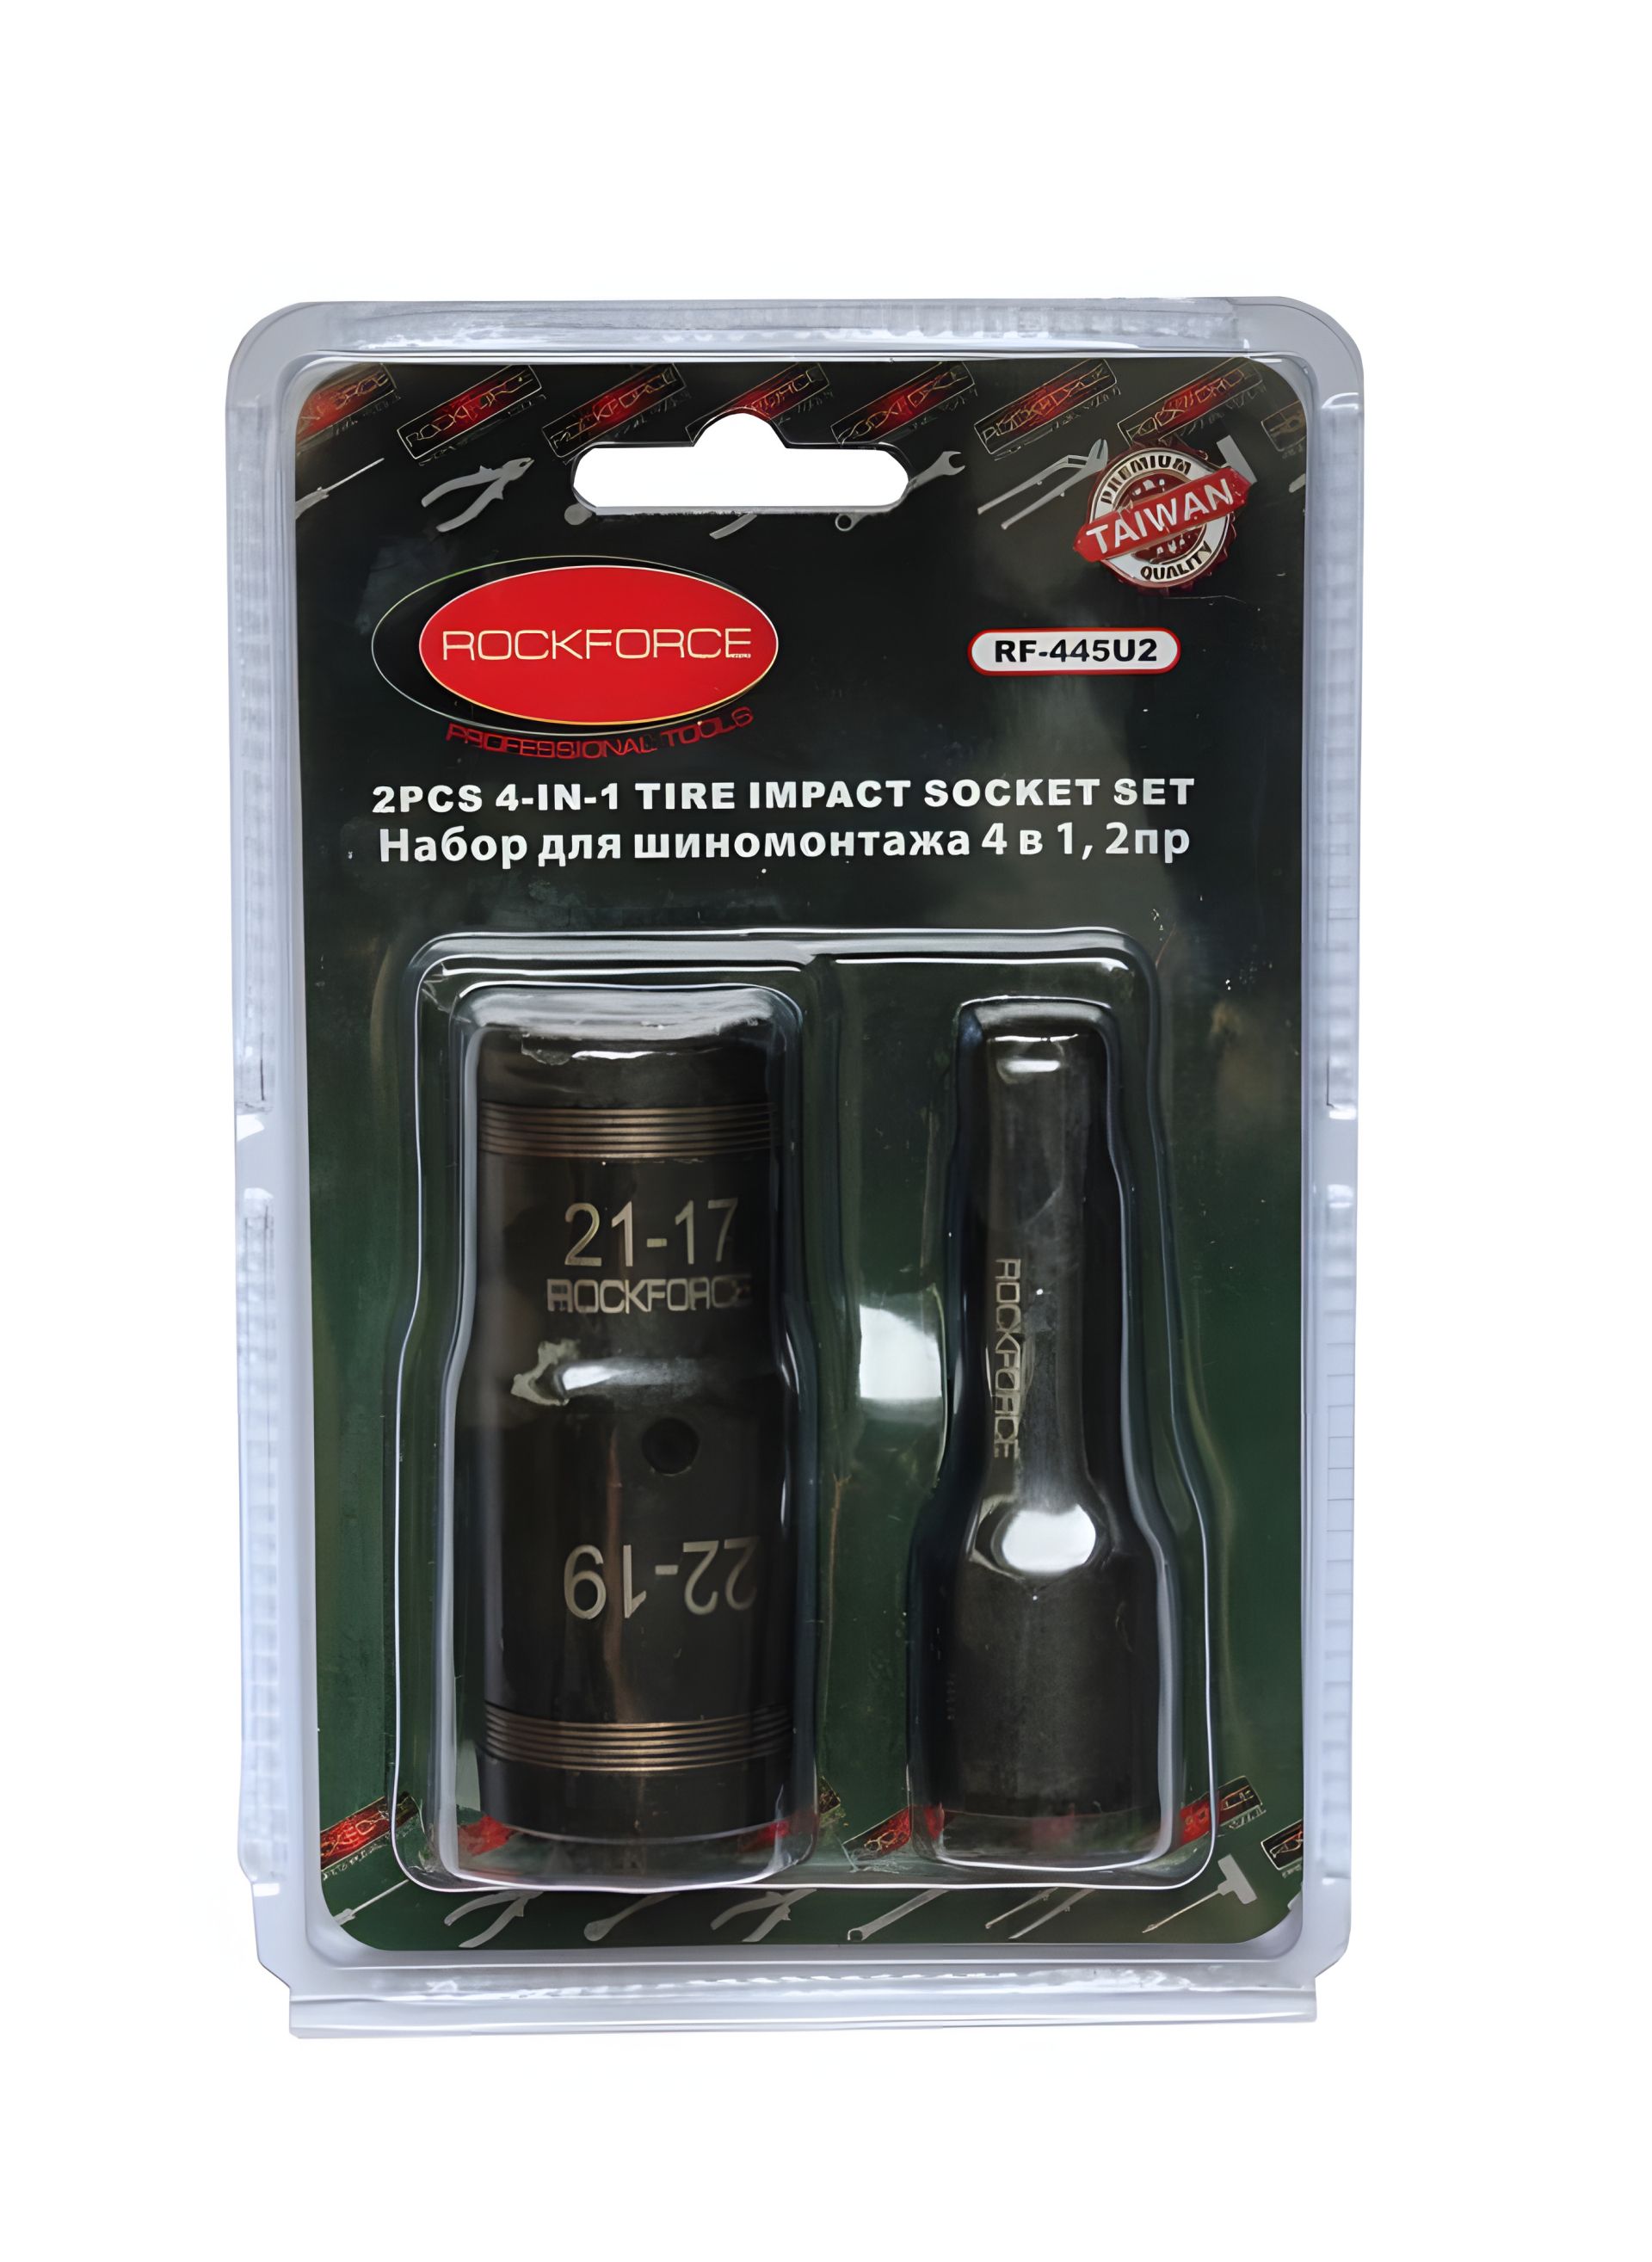 PREMIUM
TAIWAN
QUALITY
ROCKFORCE
PROFESSIONAL TOOLS
RF-445U2
2PCS 4-IN-1 TIRE IMPACT SOCKET SET
Набор для шиномонтажа 4 в 1, 2пр
21-17
ROCKFORCE
22-19
ROCKFORCE